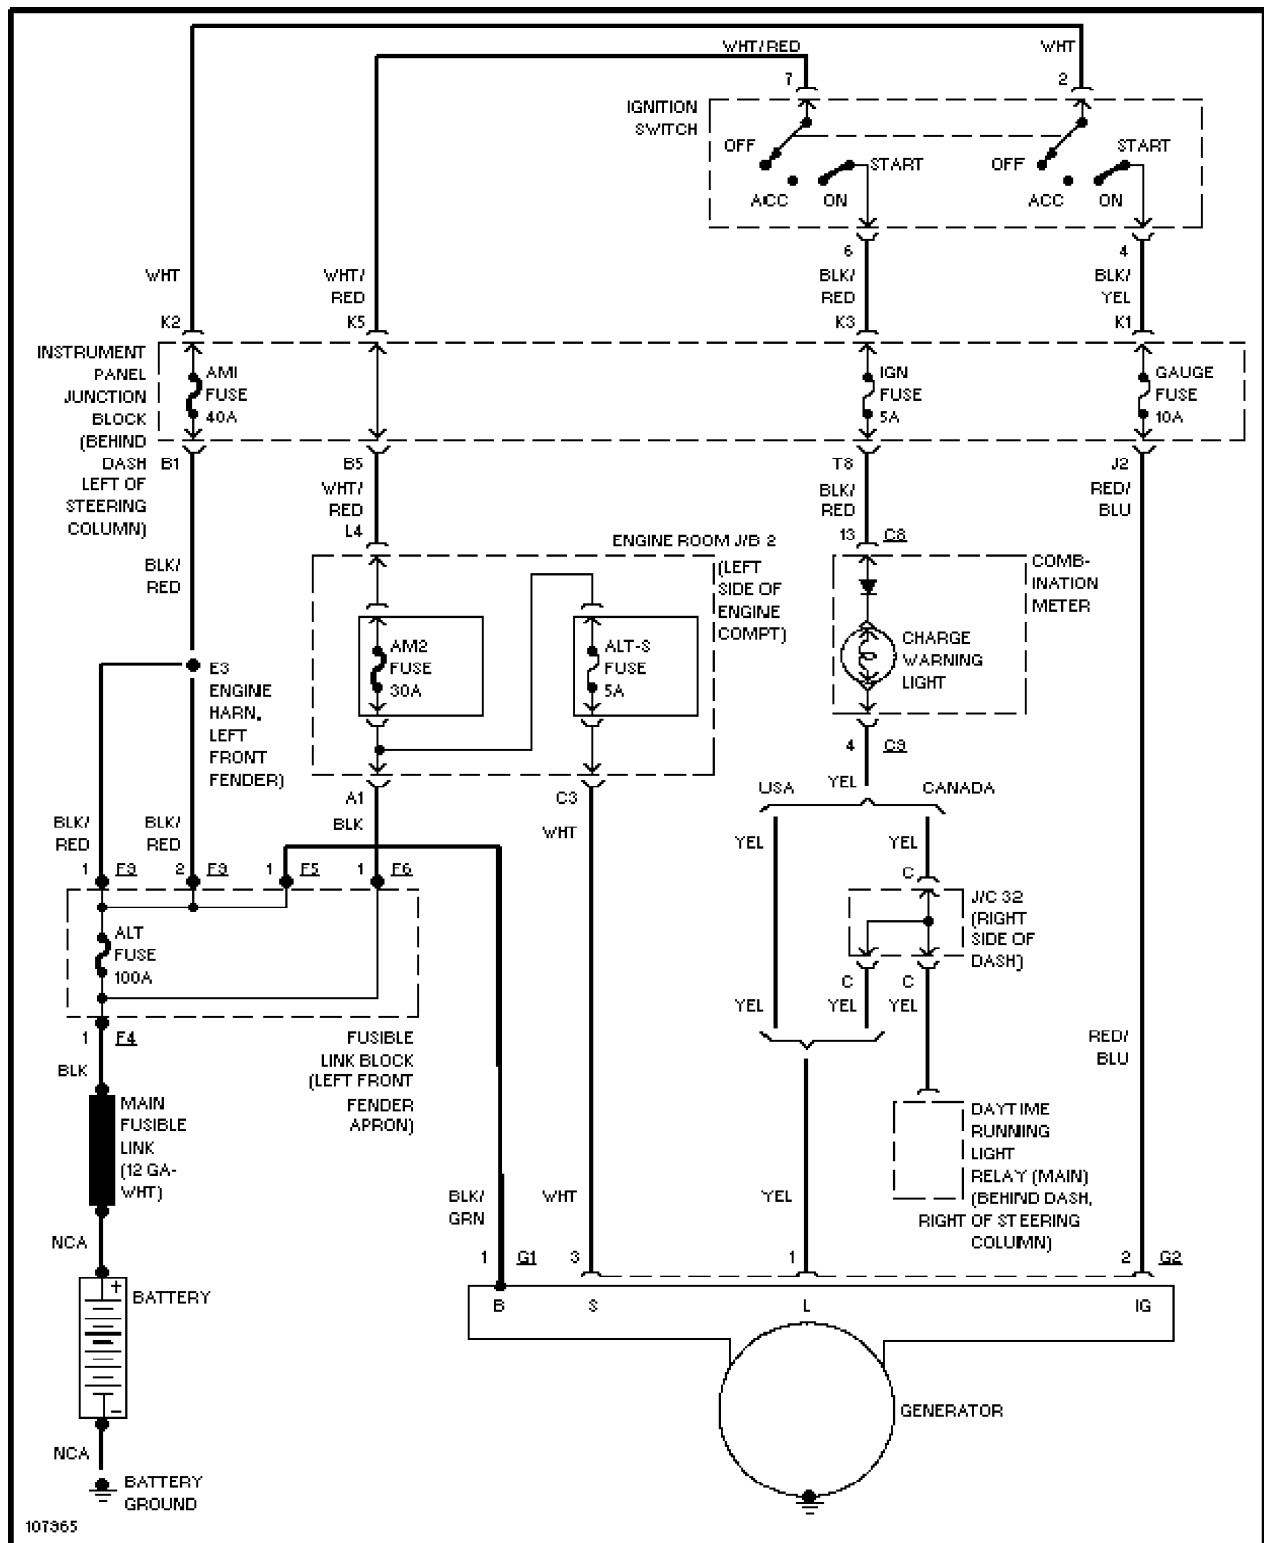 WHT/RED
WHT
7
2
IGNITION
SWITCH
OFF
START
ACC
ON
OFF
START
ACC
ON
6
4
WHT
WHT/
RED
BLK/
RED
BLK/
YEL
K2
K5
K3
K1
INSTRUMENT
PANEL
JUNCTION
BLOCK
(BEHIND
DASH
LEFT OF
STEERING
COLUMN)
AM1
FUSE
40A
IGN
FUSE
5A
GAUGE
FUSE
10A
B1
B5
T8
J2
WHT/
RED
BLK/
RED
RED/
BLU
L4
13
C8
ENGINE ROOM J/B 2
(LEFT
SIDE OF
ENGINE
COMPT)
BLK/
RED
COMB-
INATION
METER
AM2
FUSE
30A
ALT-S
FUSE
5A
CHARGE
WARNING
LIGHT
E3
ENGINE
HARN,
LEFT
FRONT
FENDER)
4
C9
A1
C3
YEL
USA
CANADA
BLK/
RED
BLK/
RED
BLK
WHT
YEL
YEL
1
F9
2
F9
1
F5
1
F6
C
J/C 32
(RIGHT
SIDE OF
DASH)
ALT
FUSE
100A
C
C
YEL
YEL
YEL
1
F4
FUSIBLE
LINK BLOCK
(LEFT FRONT
FENDER
APRON)
RED/
BLU
BLK
MAIN
FUSIBLE
LINK
(12 GA-
WHT)
DAYTIME
RUNNING
LIGHT
RELAY (MAIN)
(BEHIND DASH,
RIGHT OF STEERING
COLUMN)
BLK/
GRN
WHT
YEL
NCA
1
G1
3
1
2
G2
+
BATTERY
B
S
L
IG
-
GENERATOR
NCA
BATTERY
GROUND
107965